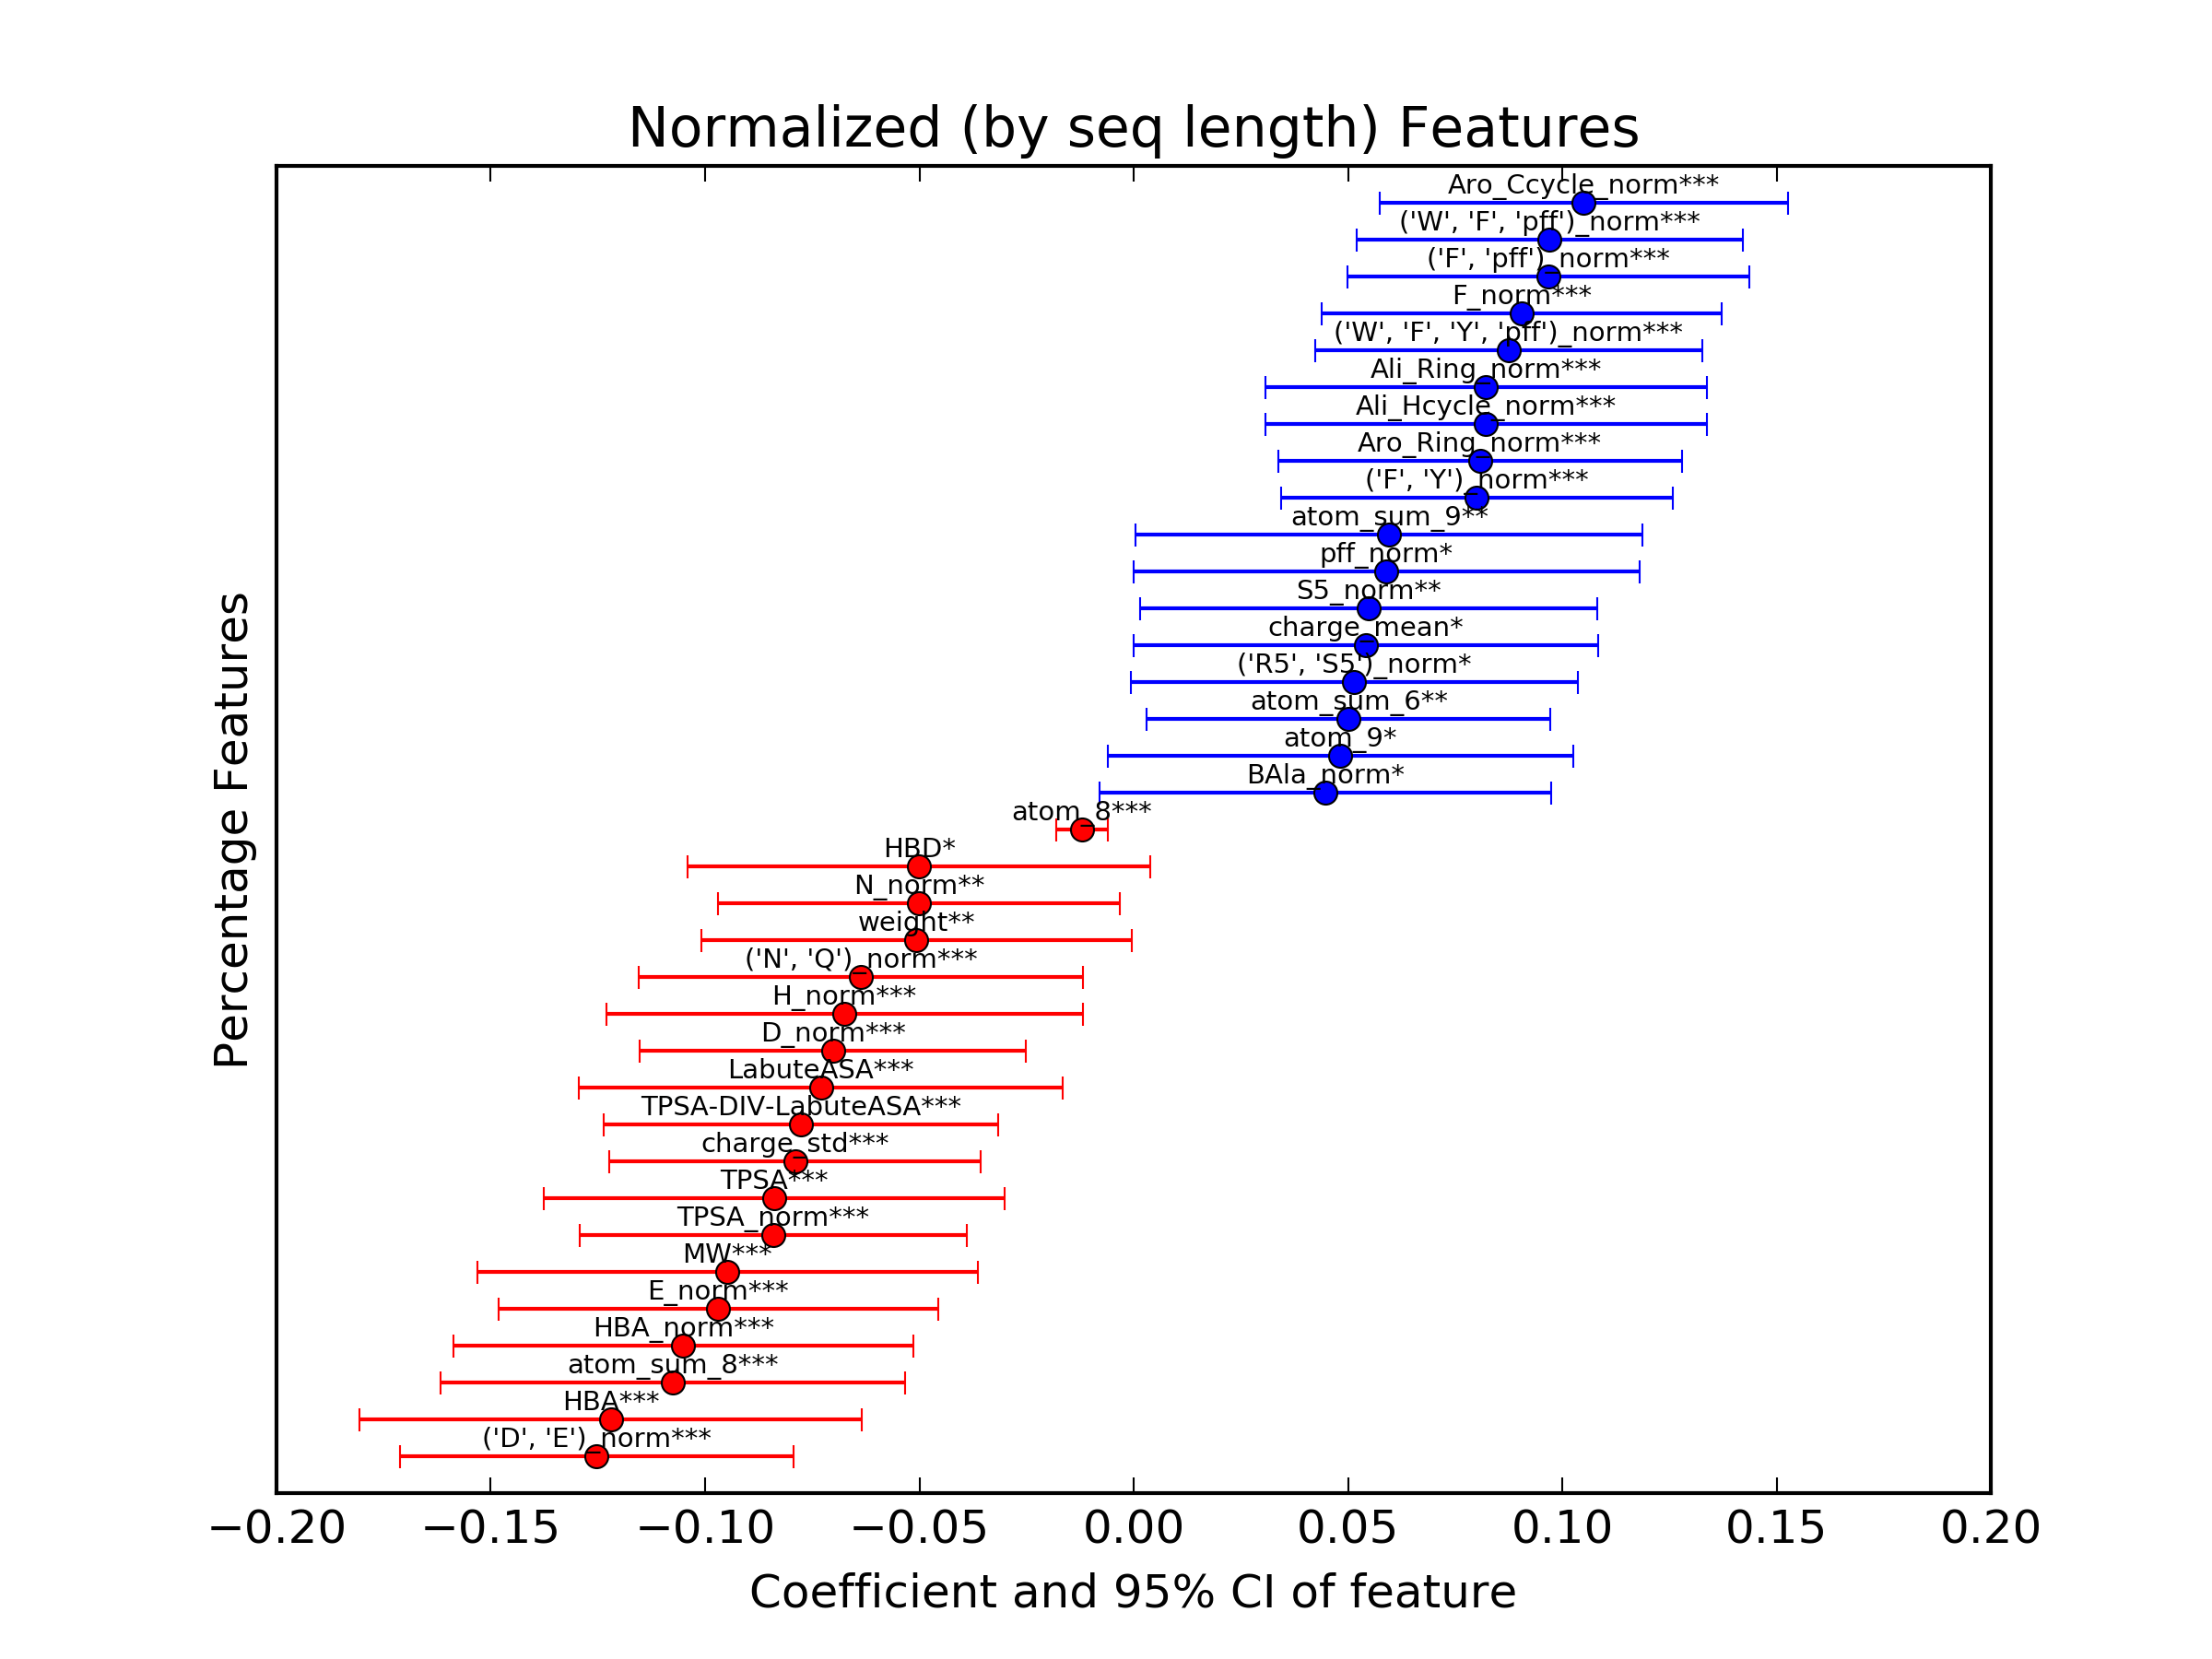 Normalized (by seq length) Features
Aro_Ccycle_norm***
('W', 'F', 'pff')_norm***
('F', 'pff')_norm***
F_norm***
('W', 'F', 'Y', 'pff')_norm***
Ali_Ring_norm***
Ali_Hcycle_norm***
Aro_Ring_norm***
('F', 'Y')_norm***
atom_sum_9**
pff_norm*
S5_norm**
charge_mean*
('R5', 'S5')_norm*
atom_sum_6**
atom_9*
BAla_norm*
atom_8***
HBD*
N_norm**
weight**
('N', 'Q')_norm***
H_norm***
D_norm***
LabuteASA***
TPSA-DIV-LabuteASA***
charge_std***
TPSA***
TPSA_norm***
MW***
E_norm***
HBA_norm***
atom_sum_8***
HBA***
('D', 'E')_norm***
Percentage Features
−0.20 −0.15 −0.10 −0.05 0.00 0.05 0.10 0.15 0.20
Coefficient and 95% CI of feature